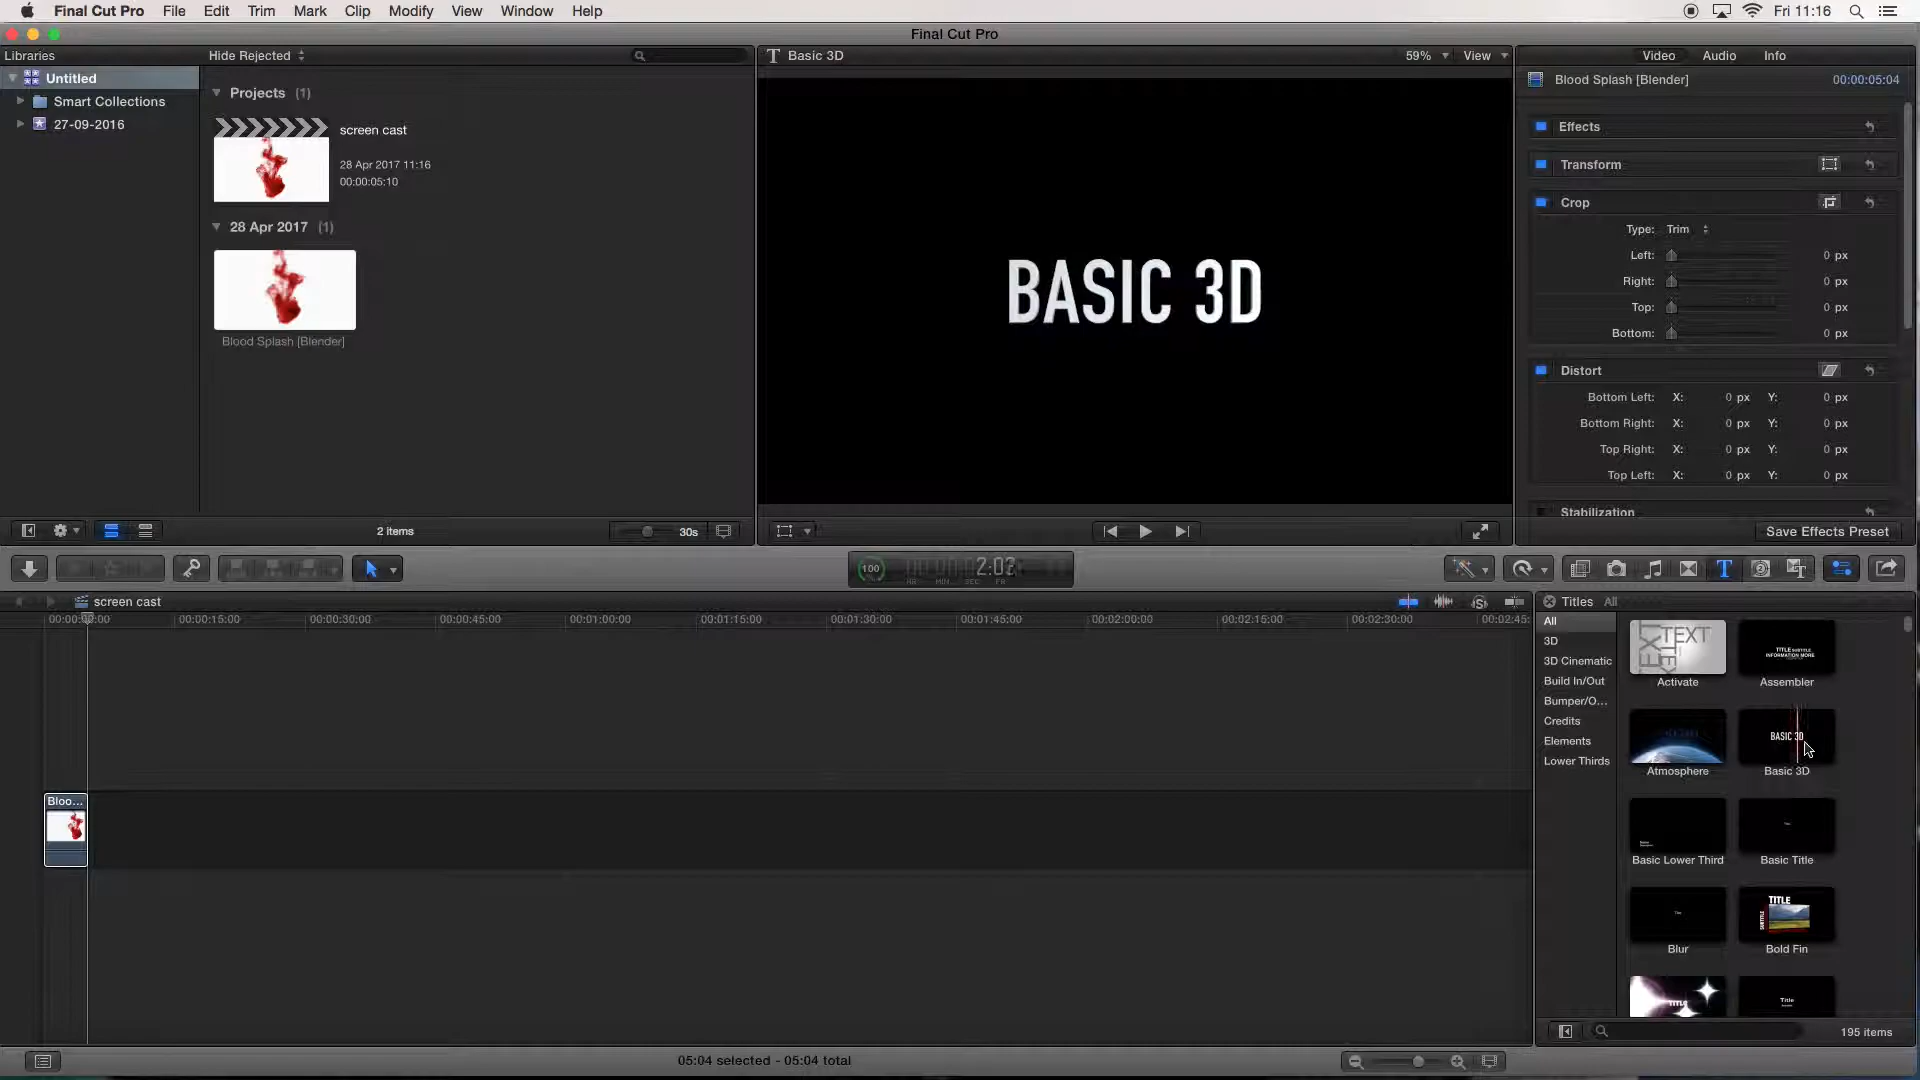 Final Cut Pro File Edit Trim Mark Clip Modify View Window Help Fri 11:16
Final Cut Pro
Libraries
Hide Rejected
Untitled
Smart Collections
27-09-2016
Projects (1)
screen cast
28 Apr 2017 11:16
00:00:05:10
28 Apr 2017 (1)
Blood Splash [Blender]
2 items
30s
Basic 3D
59% View
BASIC 3D
Video Audio Info
Blood Splash [Blender] 00:00:05:04
Effects
Transform
Crop
Type: Trim
Left: 0 px
Right: 0 px
Top: 0 px
Bottom: 0 px
Distort
Bottom Left: X: 0 px Y: 0 px
Bottom Right: X: 0 px Y: 0 px
Top Right: X: 0 px Y: 0 px
Top Left: X: 0 px Y: 0 px
Stabilization
Save Effects Preset
100 2:03
HR MIN SEC FR
screen cast
00:00:15:00 00:00:30:00 00:00:45:00 00:01:00:00 00:01:15:00 00:01:30:00 00:01:45:00 00:02:00:00 00:02:15:00 00:02:30:00 00:02:45:
Bloo...
05:04 selected - 05:04 total
Titles All
All
3D
3D Cinematic
Build In/Out
Bumper/O...
Credits
Elements
Lower Thirds
TEXT
Activate
TITLE SUBTITLE
INFORMATION MORE
Assembler
Atmosphere
BASIC 3D
Basic 3D
Basic Lower Third
Title
Basic Title
Title
Blur
TITLE
SUBTITLE
Bold Fin
TITLE
Title
195 items